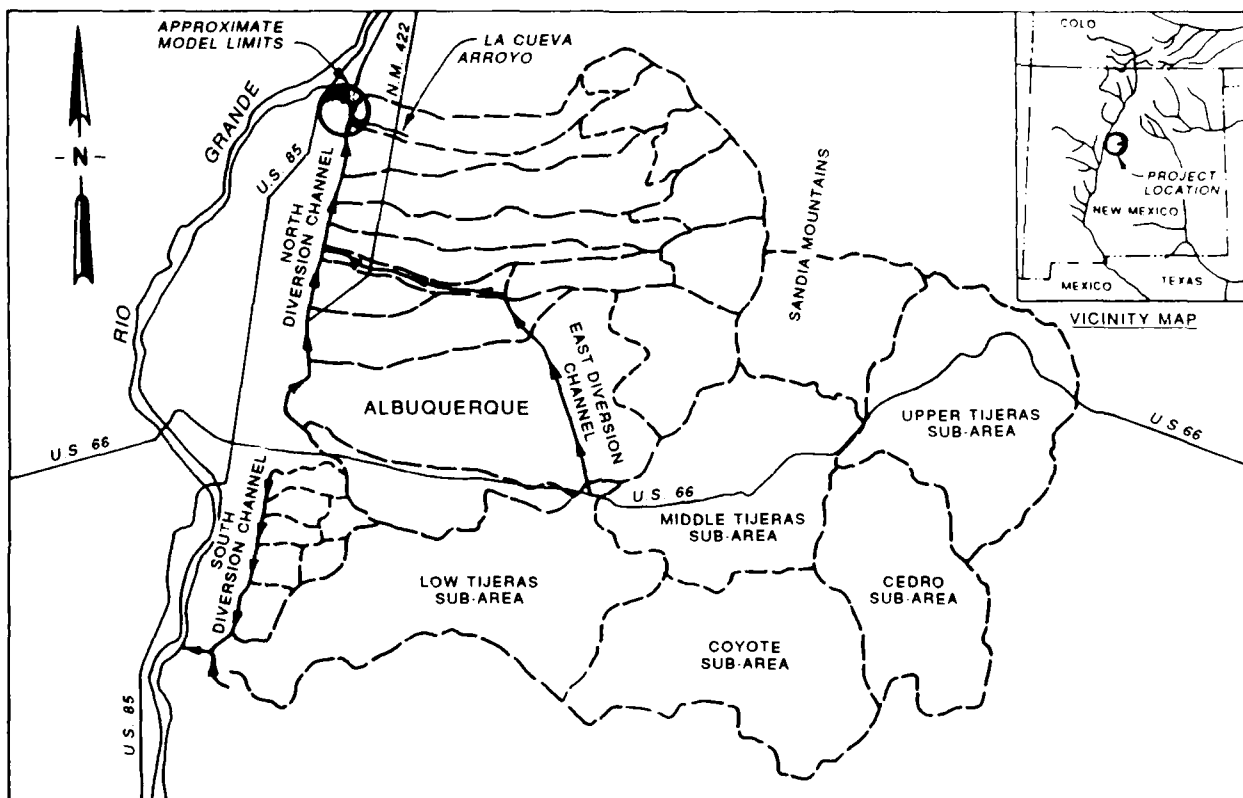 APPROXIMATE
MODEL LIMITS
LA CUEVA
ARROYO
N.M. 422
COLO
- N -
RIO
GRANDE
U.S. 85
NORTH
DIVERSION CHANNEL
SANDIA MOUNTAINS
PROJECT
LOCATION
NEW MEXICO
MEXICO
TEXAS
VICINITY MAP
EAST DIVERSION
CHANNEL
ALBUQUERQUE
UPPER TIJERAS
SUB-AREA
U.S. 66
U.S. 66
U.S. 66
MIDDLE TIJERAS
SUB-AREA
SOUTH
DIVERSION CHANNEL
LOW TIJERAS
SUB-AREA
CEDRO
SUB-AREA
COYOTE
SUB-AREA
U.S. 85